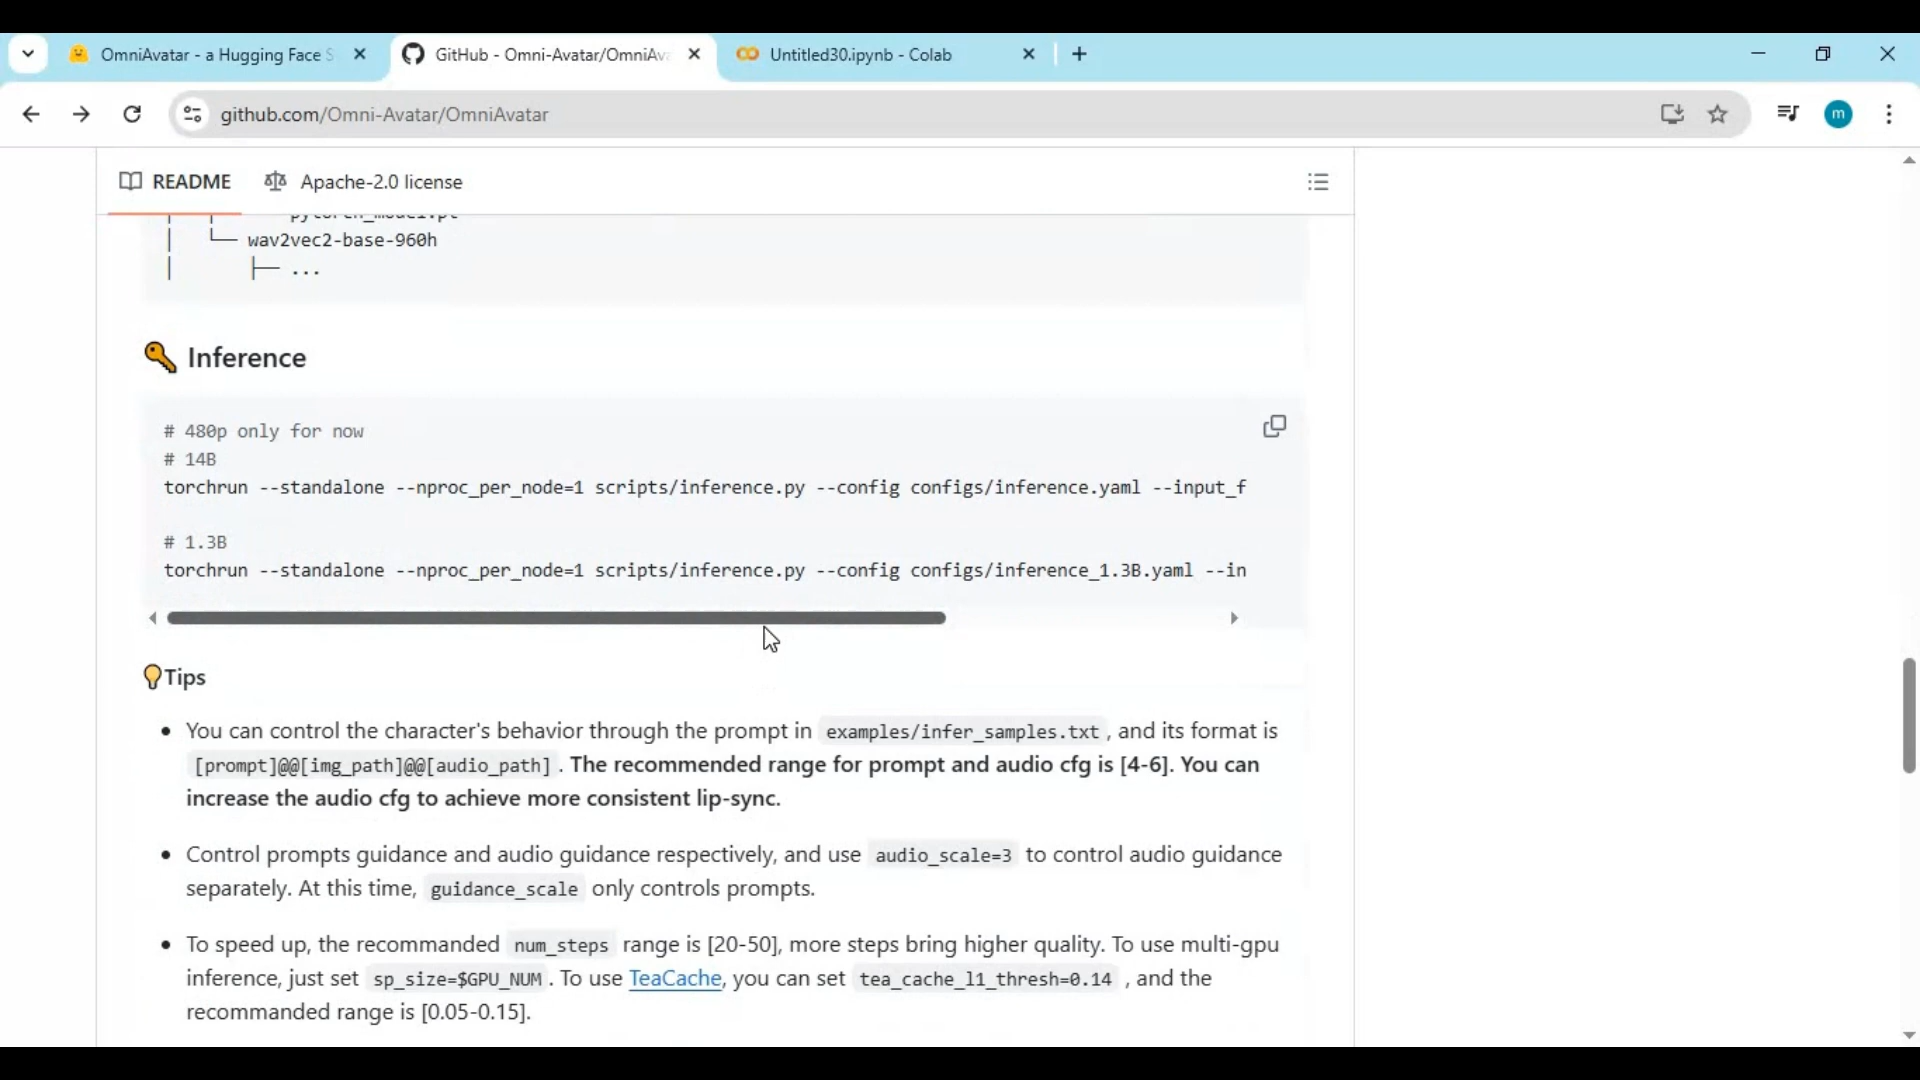 OmniAvatar - a Hugging Face S
GitHub - Omni-Avatar/OmniAva
Untitled30.ipynb - Colab
github.com/Omni-Avatar/OmniAvatar
m
README
Apache-2.0 license
│ │ pytorch_model.pt
│ └── wav2vec2-base-960h
│ ├── ...
🔑 Inference
# 480p only for now
# 14B
torchrun --standalone --nproc_per_node=1 scripts/inference.py --config configs/inference.yaml --input_f
# 1.3B
torchrun --standalone --nproc_per_node=1 scripts/inference.py --config configs/inference_1.3B.yaml --in
💡Tips
• You can control the character's behavior through the prompt in examples/infer_samples.txt , and its format is
[prompt]@@[img_path]@@[audio_path] . The recommended range for prompt and audio cfg is [4-6]. You can
increase the audio cfg to achieve more consistent lip-sync.
• Control prompts guidance and audio guidance respectively, and use audio_scale=3 to control audio guidance
separately. At this time, guidance_scale only controls prompts.
• To speed up, the recommanded num_steps range is [20-50], more steps bring higher quality. To use multi-gpu
inference, just set sp_size=$GPU_NUM . To use TeaCache, you can set tea_cache_l1_thresh=0.14 , and the
recommanded range is [0.05-0.15].